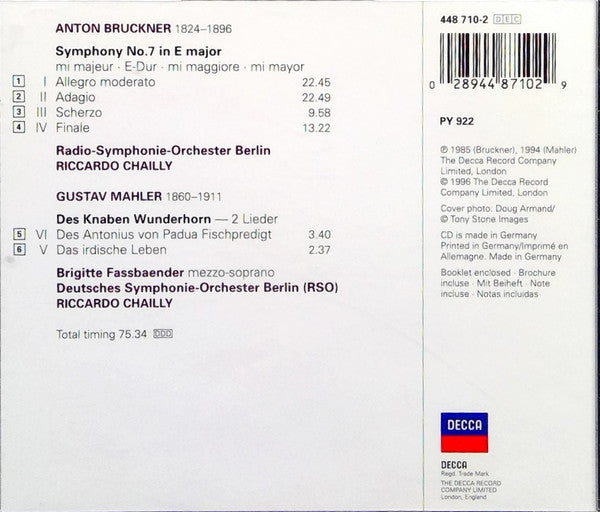 ANTON BRUCKNER 1824–1896
Symphony No.7 in E major
mi majeur · E-Dur · mi maggiore · mi mayor
1 I Allegro moderato 22.45
2 II Adagio 22.49
3 III Scherzo 9.58
4 IV Finale 13.22
Radio-Symphonie-Orchester Berlin
RICCARDO CHAILLY
GUSTAV MAHLER 1860–1911
Des Knaben Wunderhorn — 2 Lieder
5 VI Des Antonius von Padua Fischpredigt 3.40
6 V Das irdische Leben 2.37
Brigitte Fassbaender mezzo-soprano
Deutsches Symphonie-Orchester Berlin (RSO)
RICCARDO CHAILLY
Total timing 75.34 DDD
448 710-2 DEC
0 28944 87102 9
PY 922
℗ 1985 (Bruckner), 1994 (Mahler)
The Decca Record Company
Limited, London
© 1996 The Decca Record
Company Limited, London
Cover photo. Doug Armand/
© Tony Stone Images
CD is made in Germany
Printed in Germany/Imprimé en
Allemagne. Made in Germany
Booklet enclosed · Brochure
incluse · Mit Beiheft · Note
incluse · Notas incluidas
DECCA
DECCA
Regd. Trade Mark
THE DECCA RECORD
COMPANY LIMITED
London, England